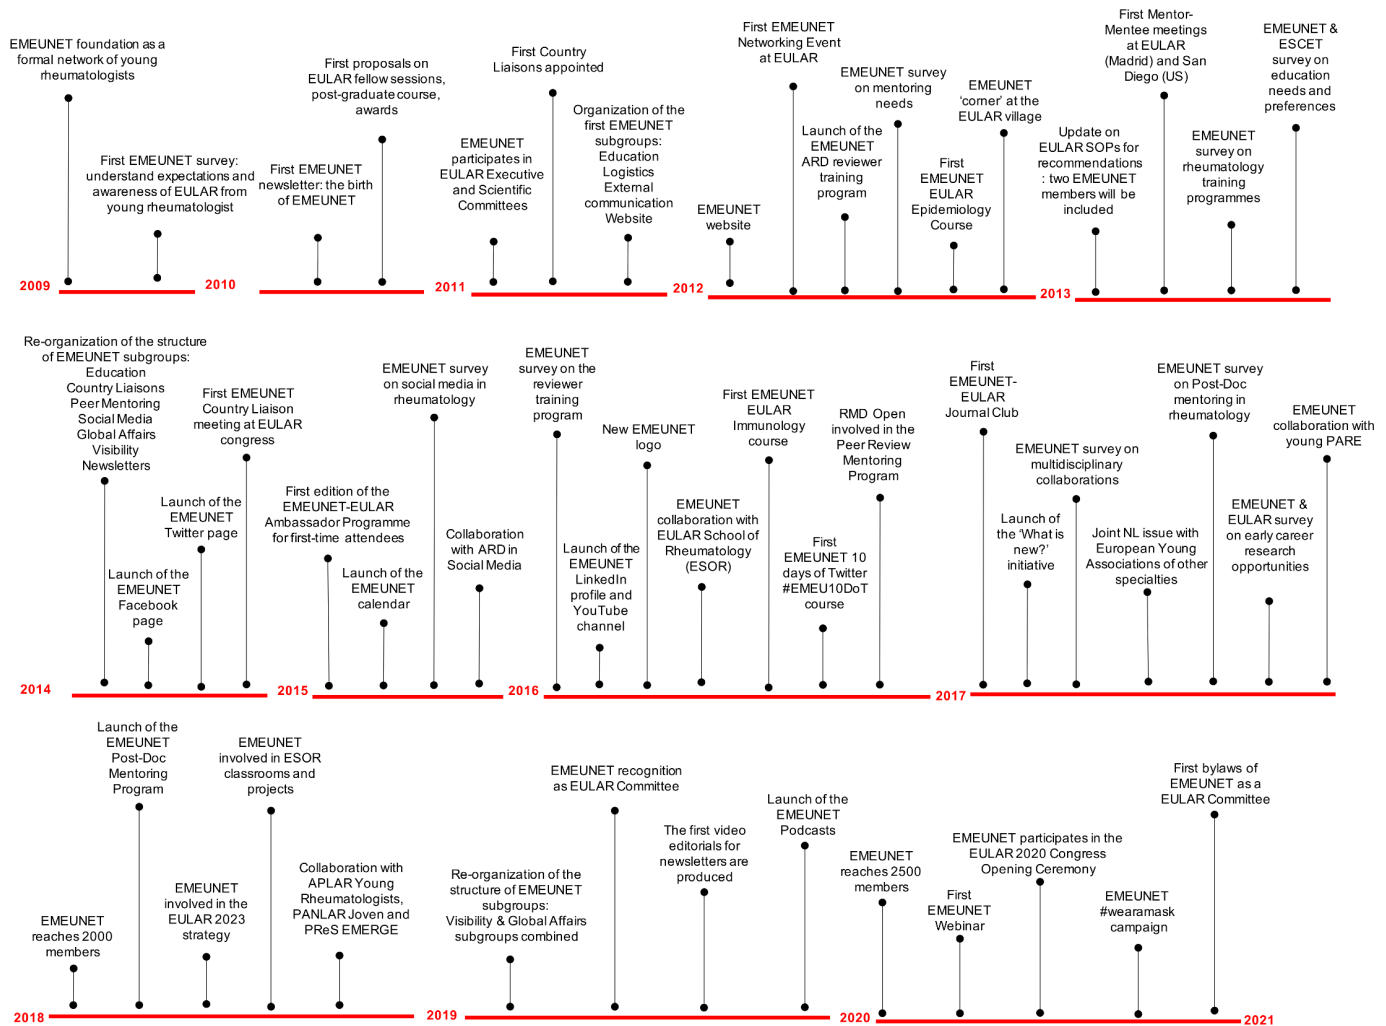 EMEUNET foundation as a
formal network of young
rheumatologists
First EMEUNET survey:
understand expectations and
awareness of EULAR from
young rheumatologist
2009
First EMEUNET
newsletter: the birth
of EMEUNET
First proposals on
EULAR fellow sessions,
post-graduate course,
awards
2010
EMEUNET
participates in
EULAR Executive
and Scientific
Committees
First Country
Liaisons appointed
Organization of the
first EMEUNET
subgroups:
Education
Logistics
External
communication
Website
2011
EMEUNET
website
First EMEUNET
Networking Event
at EULAR
Launch of the
EMEUNET
ARD reviewer
training
program
EMEUNET survey
on mentoring
needs
First
EMEUNET
EULAR
Epidemiology
Course
EMEUNET
‘corner’ at the
EULAR village
2012
Update on
EULAR SOPs for
recommendations
: two EMEUNET
members will be
included
First Mentor-
Mentee meetings
at EULAR
(Madrid) and San
Diego (US)
EMEUNET
survey on
rheumatology
training
programmes
EMEUNET &
ESCET
survey on
education
needs and
preferences
2013
Re-organization of the structure
of EMEUNET subgroups:
Education
Country Liaisons
Peer Mentoring
Social Media
Global Affairs
Visibility
Newsletters
Launch of the
EMEUNET
Facebook
page
Launch of the
EMEUNET
Twitter page
First EMEUNET
Country Liaison
meeting at EULAR
congress
2014
First edition of the
EMEUNET-EULAR
Ambassador Programme
for first-time attendees
Launch of the
EMEUNET
calendar
EMEUNET survey
on social media in
rheumatology
Collaboration
with ARD in
Social Media
2015
EMEUNET
survey on the
reviewer
training
program
Launch of the
EMEUNET
LinkedIn
profile and
YouTube
channel
New EMEUNET
logo
EMEUNET
collaboration with
EULAR School of
Rheumatology
(ESOR)
First EMEUNET
EULAR
Immunology
course
First
EMEUNET 10
days of Twitter
#EMEU10DoT
course
RMD Open
involved in the
Peer Review
Mentoring
Program
2016
First
EMEUNET-
EULAR
Journal Club
Launch of
the ‘What is
new?’
initiative
EMEUNET survey on
multidisciplinary
collaborations
Joint NL issue with
European Young
Associations of other
specialties
EMEUNET survey
on Post-Doc
mentoring in
rheumatology
EMEUNET &
EULAR survey
on early career
research
opportunities
EMEUNET
collaboration with
young PARE
2017
EMEUNET
reaches 2000
members
Launch of the
EMEUNET
Post-Doc
Mentoring
Program
EMEUNET
involved in the
EULAR 2023
strategy
EMEUNET
involved in ESOR
classrooms and
projects
Collaboration with
APLAR Young
Rheumatologists,
PANLAR Joven and
PReS EMERGE
2018
Re-organization of the
structure of EMEUNET
subgroups:
Visibility & Global Affairs
subgroups combined
EMEUNET recognition
as EULAR Committee
The first video
editorials for
newsletters are
produced
Launch of the
EMEUNET
Podcasts
2019
EMEUNET
reaches 2500
members
First
EMEUNET
Webinar
EMEUNET participates in the
EULAR 2020 Congress
Opening Ceremony
EMEUNET
#wearamask
campaign
First bylaws of
EMEUNET as a
EULAR Committee
2020
2021